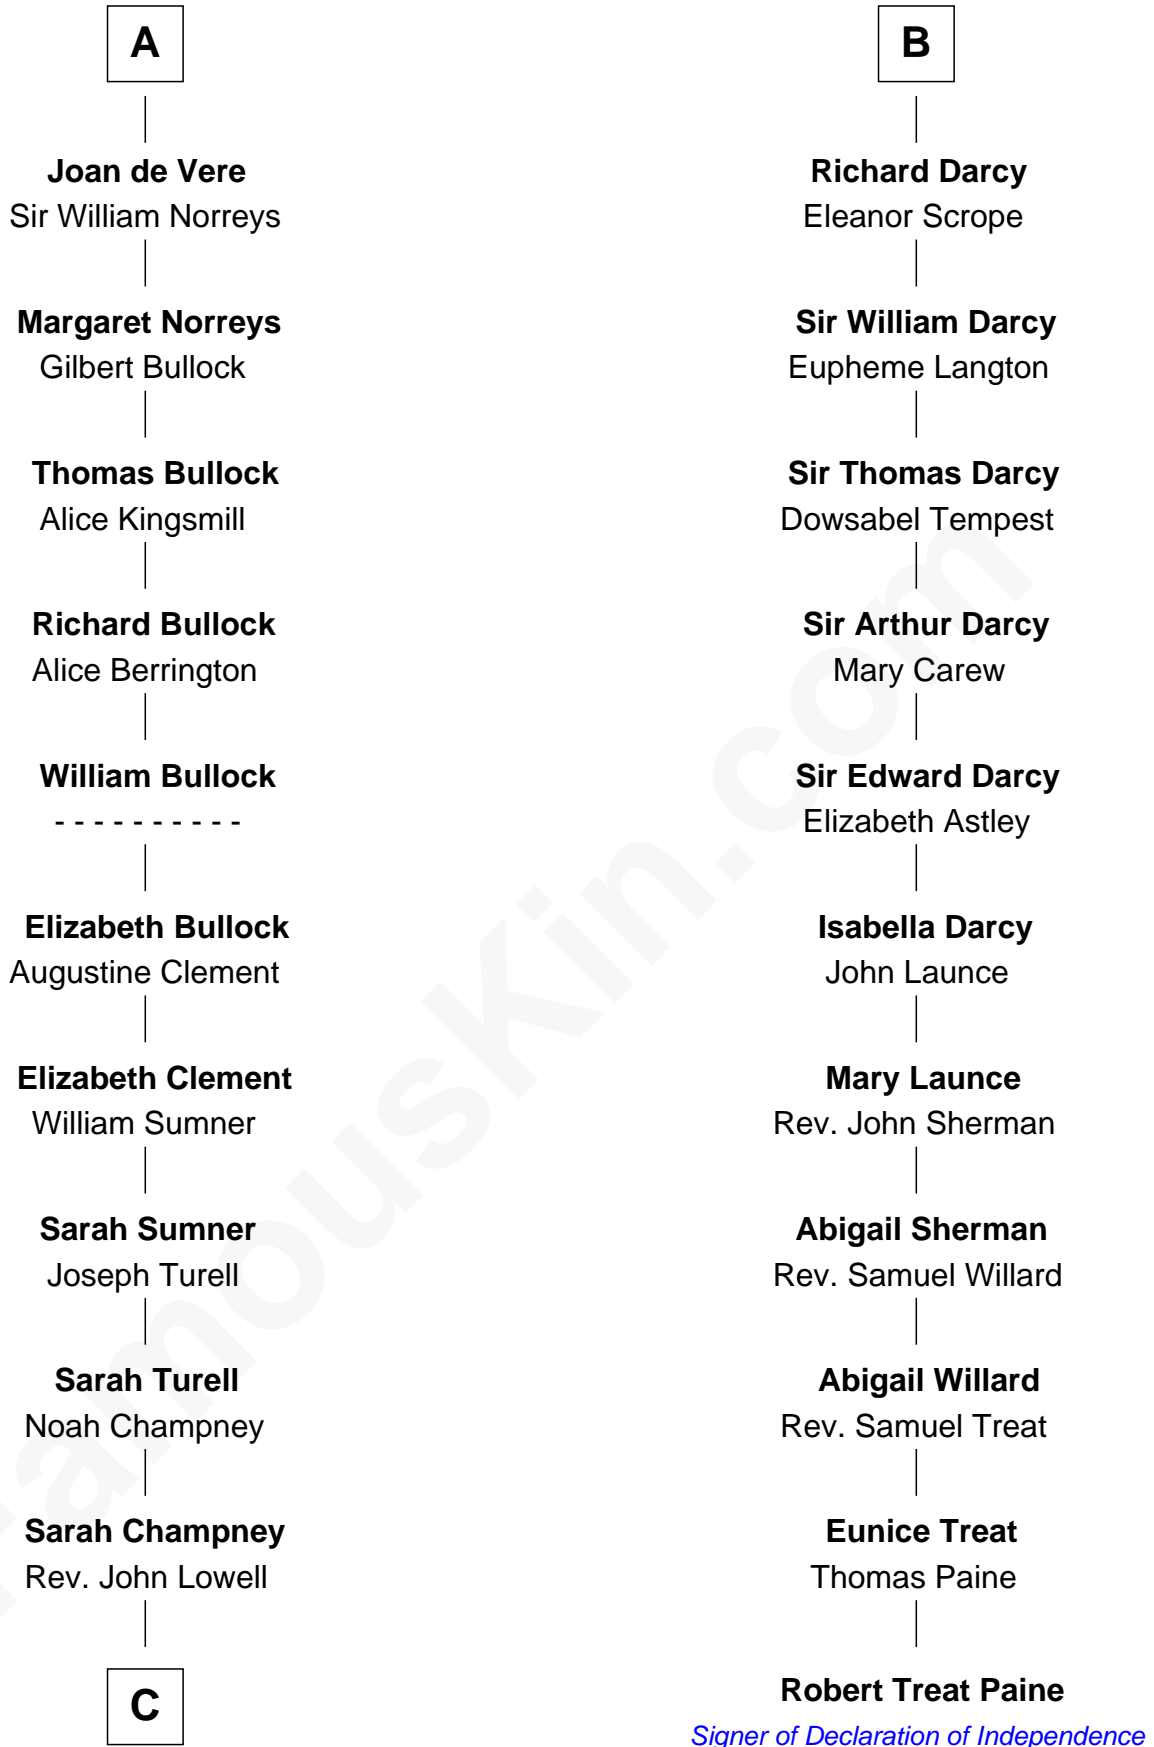 A
Joan de Vere
Sir William Norreys
Margaret Norreys
Gilbert Bullock
Thomas Bullock
Alice Kingsmill
Richard Bullock
Alice Berrington
William Bullock
- - - - - - - - - -
Elizabeth Bullock
Augustine Clement
Elizabeth Clement
William Sumner
Sarah Sumner
Joseph Turell
Sarah Turell
Noah Champney
Sarah Champney
Rev. John Lowell
C
B
Richard Darcy
Eleanor Scrope
Sir William Darcy
Eupheme Langton
Sir Thomas Darcy
Dowsabel Tempest
Sir Arthur Darcy
Mary Carew
Sir Edward Darcy
Elizabeth Astley
Isabella Darcy
John Launce
Mary Launce
Rev. John Sherman
Abigail Sherman
Rev. Samuel Willard
Abigail Willard
Rev. Samuel Treat
Eunice Treat
Thomas Paine
Robert Treat Paine
Signer of Declaration of Independence
FamousKin.com